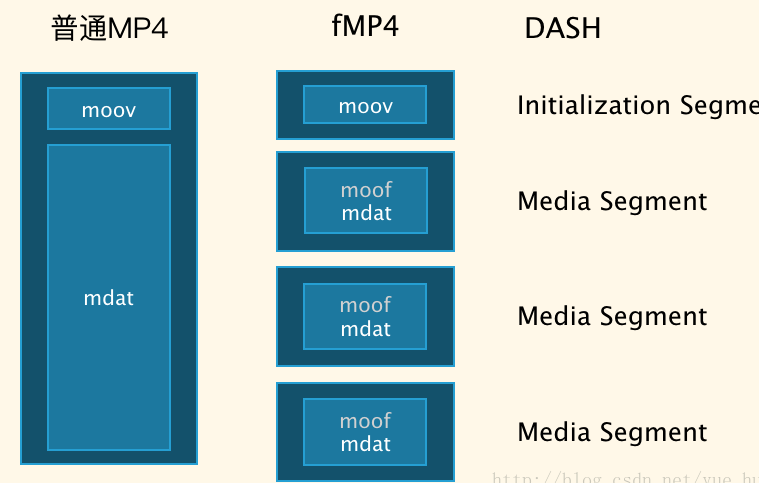 普通MP4
fMP4
DASH
moov
mdat
moov
Initialization Segme
moof
mdat
Media Segment
moof
mdat
Media Segment
moof
mdat
Media Segment
http://blog.csdn.net/yue_hu